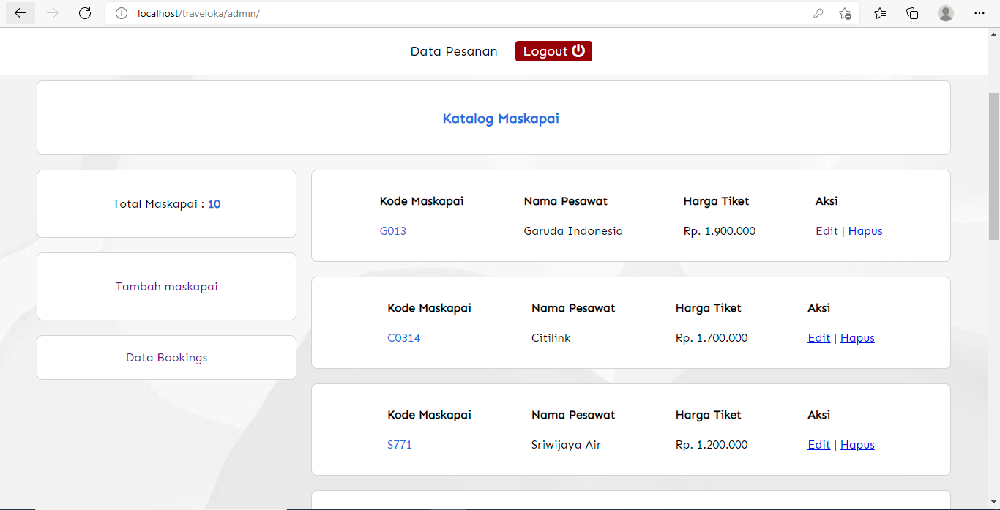 localhost/traveloka/admin/
Data Pesanan Logout
Katalog Maskapai
Total Maskapai : 10
Tambah maskapai
Data Bookings
Kode Maskapai Nama Pesawat Harga Tiket Aksi
G013 Garuda Indonesia Rp. 1.900.000 Edit | Hapus
Kode Maskapai Nama Pesawat Harga Tiket Aksi
C0314 Citilink Rp. 1.700.000 Edit | Hapus
Kode Maskapai Nama Pesawat Harga Tiket Aksi
S771 Sriwijaya Air Rp. 1.200.000 Edit | Hapus